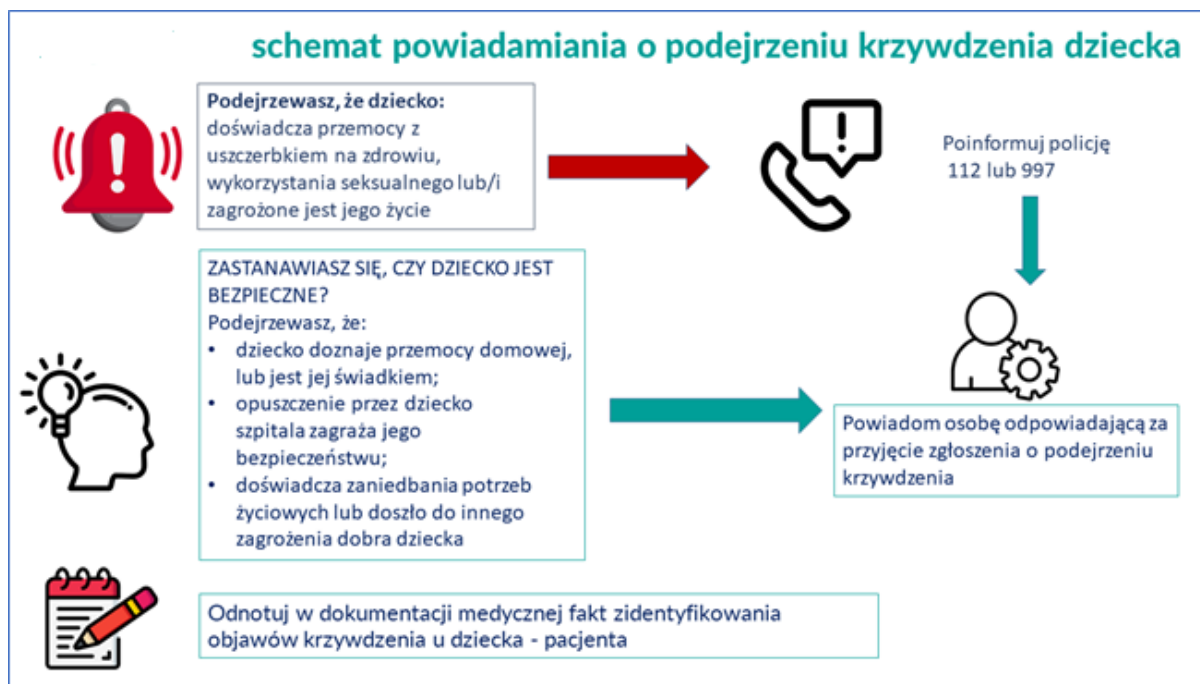 schemat powiadamiania o podejrzeniu krzywdzenia dziecka
Podejrzewasz, że dziecko:
doświadcza przemocy z
uszczerbkiem na zdrowiu,
wykorzystania seksualnego lub/i
zagrożone jest jego życie
Poinformuj policję
112 lub 997
ZASTANAWIASZ SIĘ, CZY DZIECKO JEST
BEZPIECZNE?
Podejrzewasz, że:
• dziecko doznaje przemocy domowej,
lub jest jej świadkiem;
• opuszczenie przez dziecko
szpitala zagraża jego
bezpieczeństwu;
• doświadcza zaniedbania potrzeb
życiowych lub doszło do innego
zagrożenia dobra dziecka
Powiadom osobę odpowiadającą za
przyjęcie zgłoszenia o podejrzeniu
krzywdzenia
Odnotuj w dokumentacji medycznej fakt zidentyfikowania
objawów krzywdzenia u dziecka - pacjenta